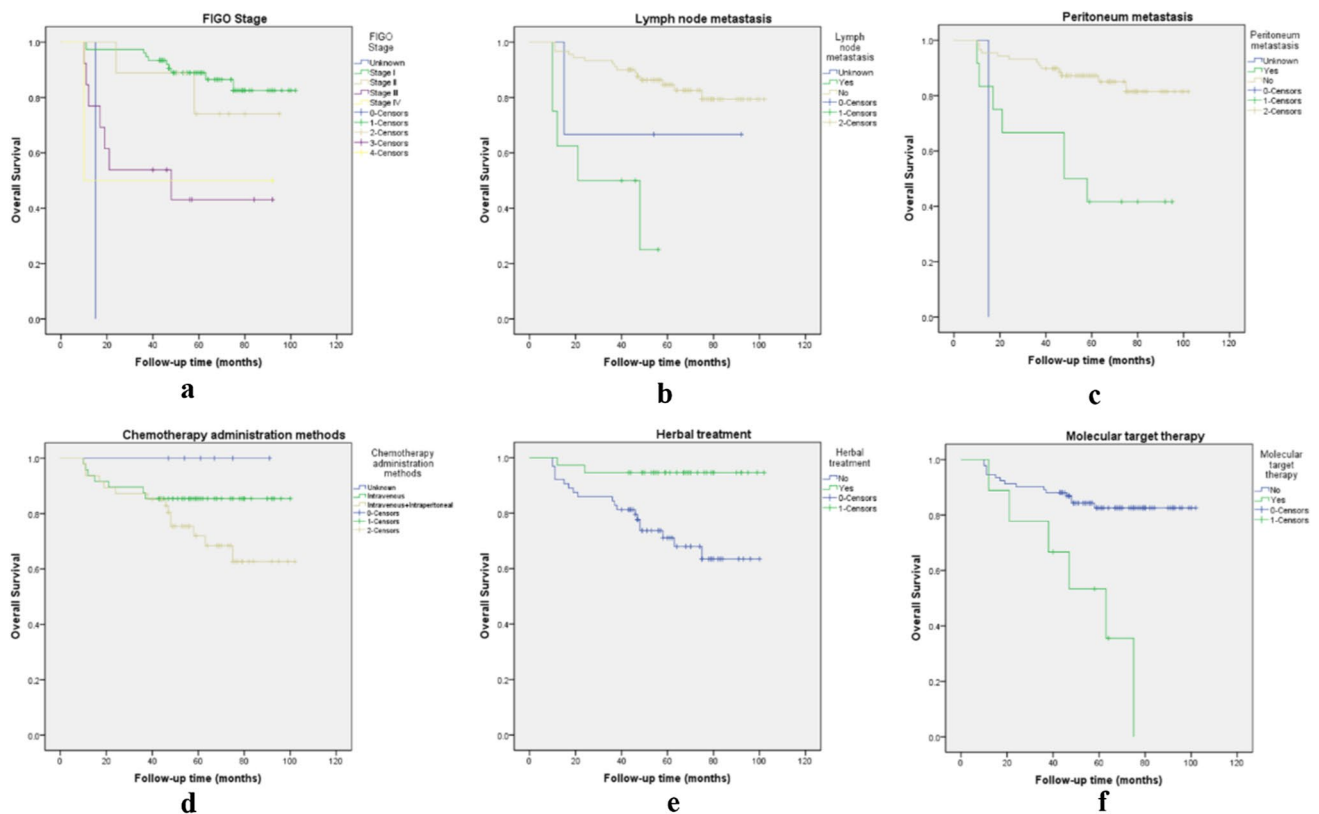 FIGO Stage
Overall Survival
1.0
0.8
0.6
0.4
0.2
0.0
0 20 40 60 80 100 120
Follow-up time (months)
FIGO
Stage
Unknown
Stage I
Stage II
Stage III
Stage IV
0-Censors
1-Censors
2-Censors
3-Censors
4-Censors
a
Lymph node metastasis
Overall Survival
1.0
0.8
0.6
0.4
0.2
0.0
0 20 40 60 80 100 120
Follow-up time (months)
Lymph
node
metastasis
Unknown
Yes
No
0-Censors
1-Censors
2-Censors
b
Peritoneum metastasis
Overall Survival
1.0
0.8
0.6
0.4
0.2
0.0
0 20 40 60 80 100 120
Follow-up time (months)
Peritoneum
metastasis
Unknown
Yes
No
0-Censors
1-Censors
2-Censors
c
Chemotherapy administration methods
Overall Survival
1.0
0.8
0.6
0.4
0.2
0.0
0 20 40 60 80 100 120
Follow-up time (months)
Chemotherapy
administration
methods
Unknown
Intravenous
Intravenous+Intraperitoneal
0-Censors
1-Censors
2-Censors
d
Herbal treatment
Overall Survival
1.0
0.8
0.6
0.4
0.2
0.0
0 20 40 60 80 100 120
Follow-up time (months)
Herbal
treatment
No
Yes
0-Censors
1-Censors
e
Molecular target therapy
Overall Survival
1.0
0.8
0.6
0.4
0.2
0.0
0 20 40 60 80 100 120
Follow-up time (months)
Molecular
target
therapy
No
Yes
0-Censors
1-Censors
f